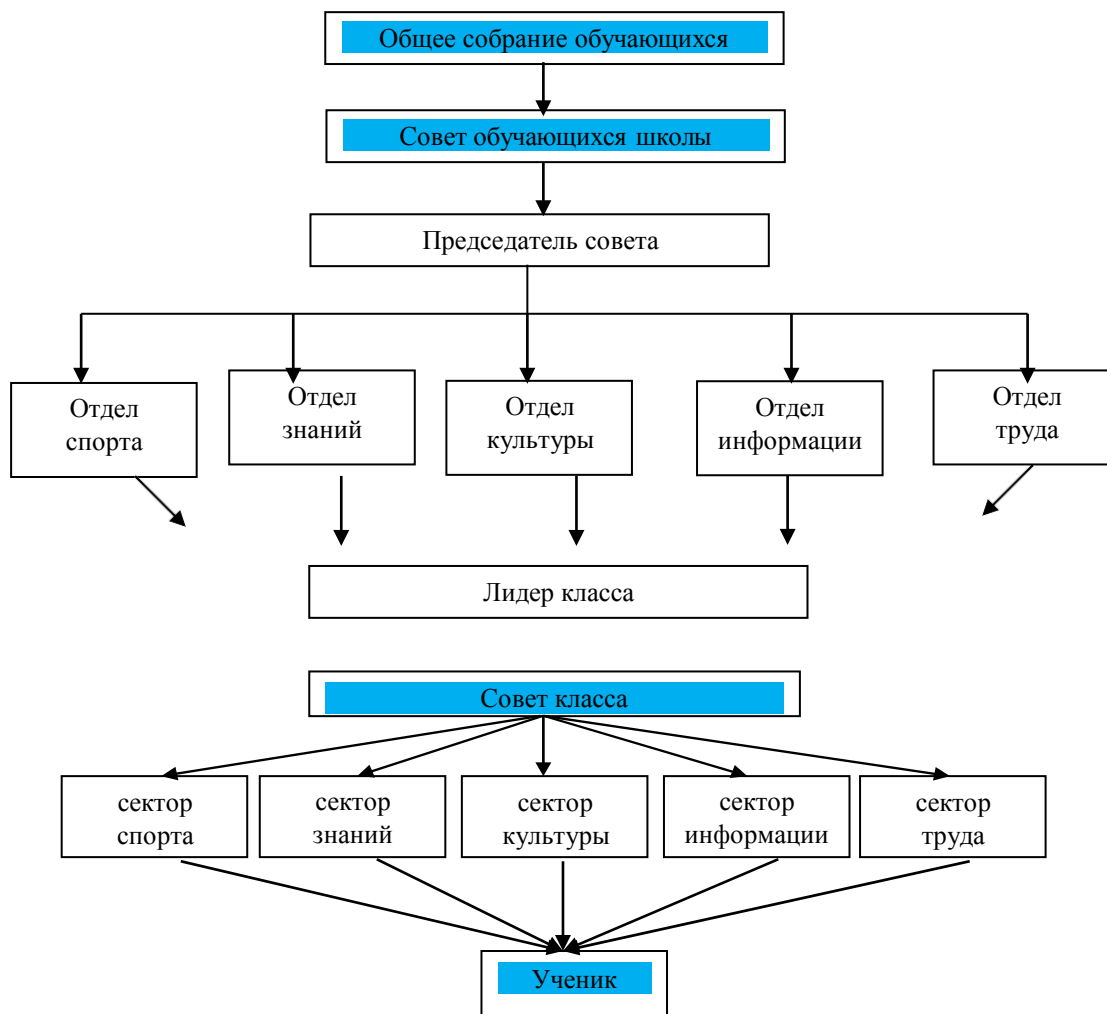 Общее собрание обучающихся
Совет обучающихся школы
Председатель совета
Отдел
спорта
Отдел
знаний
Отдел
культуры
Отдел
информации
Отдел
труда
Лидер класса
Совет класса
сектор
спорта
сектор
знаний
сектор
культуры
сектор
информации
сектор
труда
Ученик